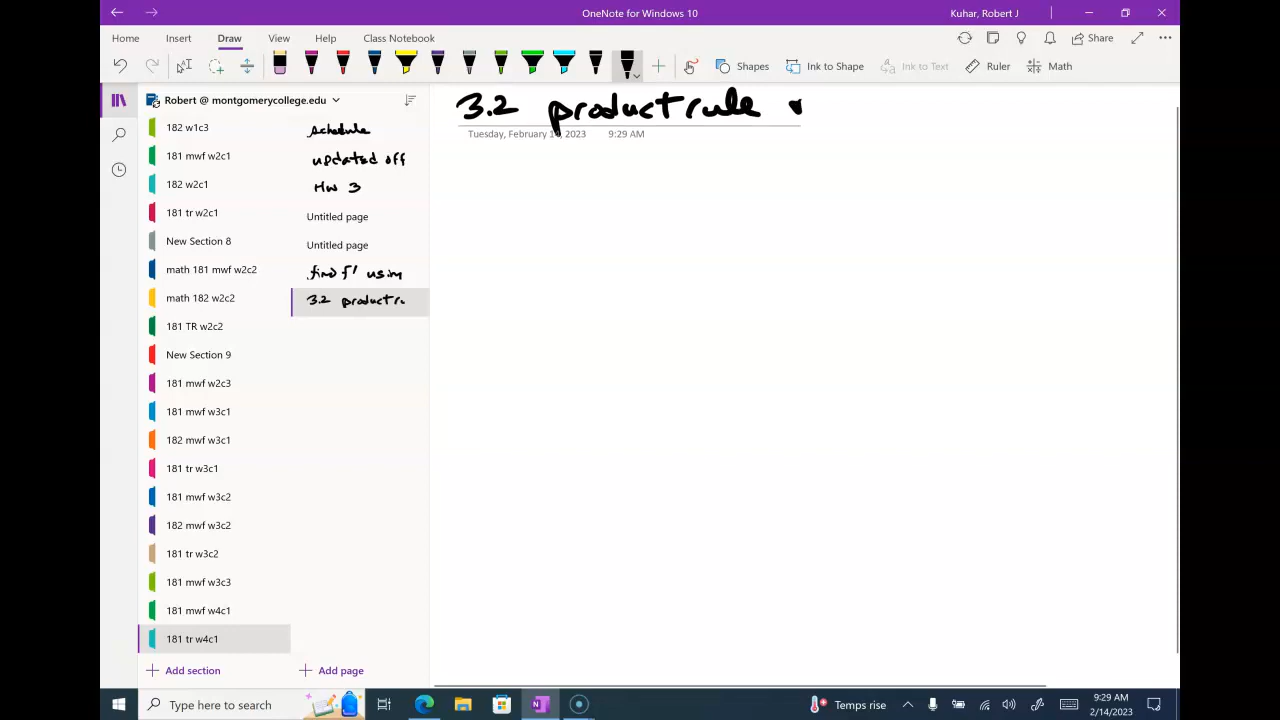 OneNote for Windows 10
Kuhar, Robert J
Home Insert Draw View Help Class Notebook
Share
Shapes Ink to Shape Ink to Text Ruler Math
Robert @ montgomerycollege.edu
182 w1c3
181 mwf w2c1
182 w2c1
181 tr w2c1
New Section 8
math 181 mwf w2c2
math 182 w2c2
181 TR w2c2
New Section 9
181 mwf w2c3
181 mwf w3c1
182 mwf w3c1
181 tr w3c1
181 mwf w3c2
182 mwf w3c2
181 tr w3c2
181 mwf w3c3
181 mwf w4c1
181 tr w4c1
Add section
schedule
updated off
HW 3
Untitled page
Untitled page
find f' using
3.2 product ru
Add page
3.2 product rule
Tuesday, February 14, 2023 9:29 AM
Type here to search
Temps rise
9:29 AM
2/14/2023